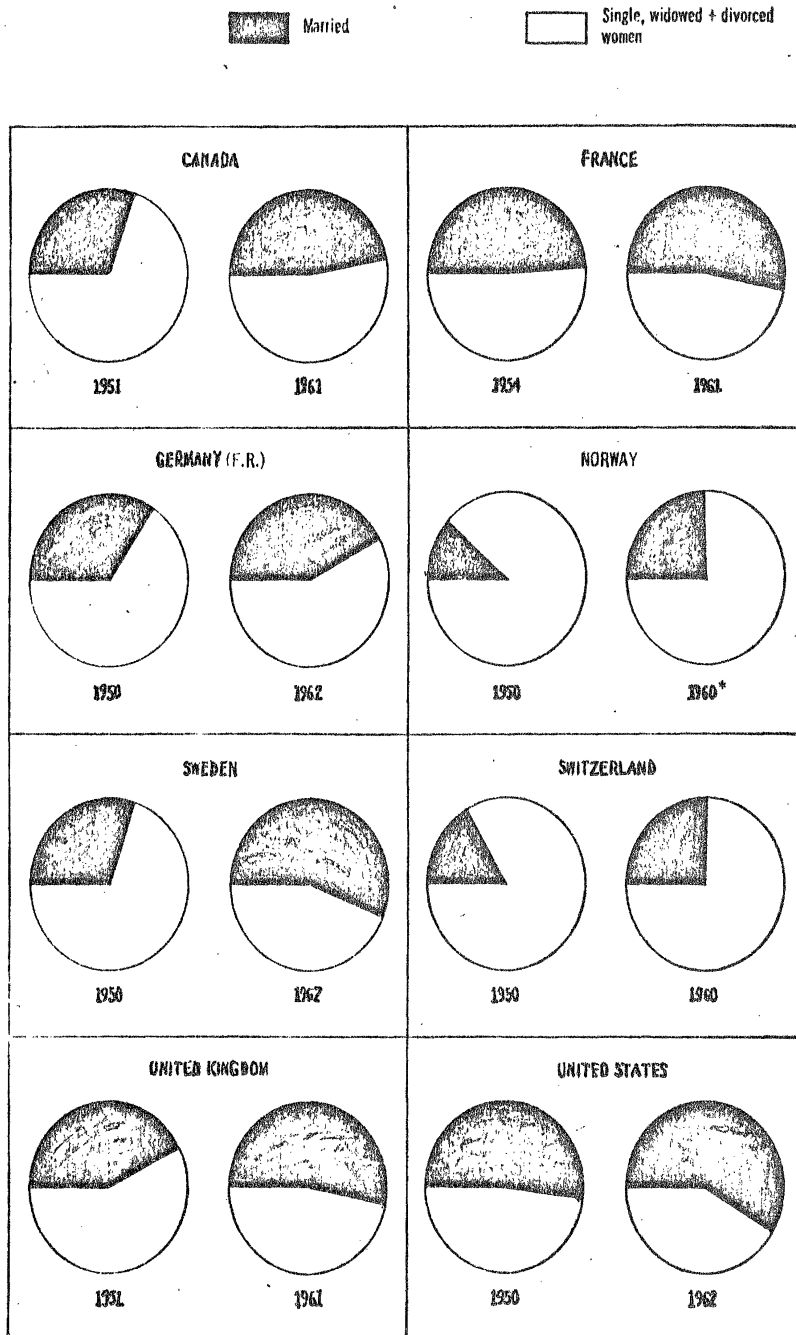 Married
Single, widowed + divorced
women
CANADA
1951
1961
FRANCE
1954
1961
GERMANY (F.R.)
1950
1962
NORWAY
1950
1960*
SWEDEN
1950
1962
SWITZERLAND
1950
1960
UNITED KINGDOM
1951
1961
UNITED STATES
1950
1962